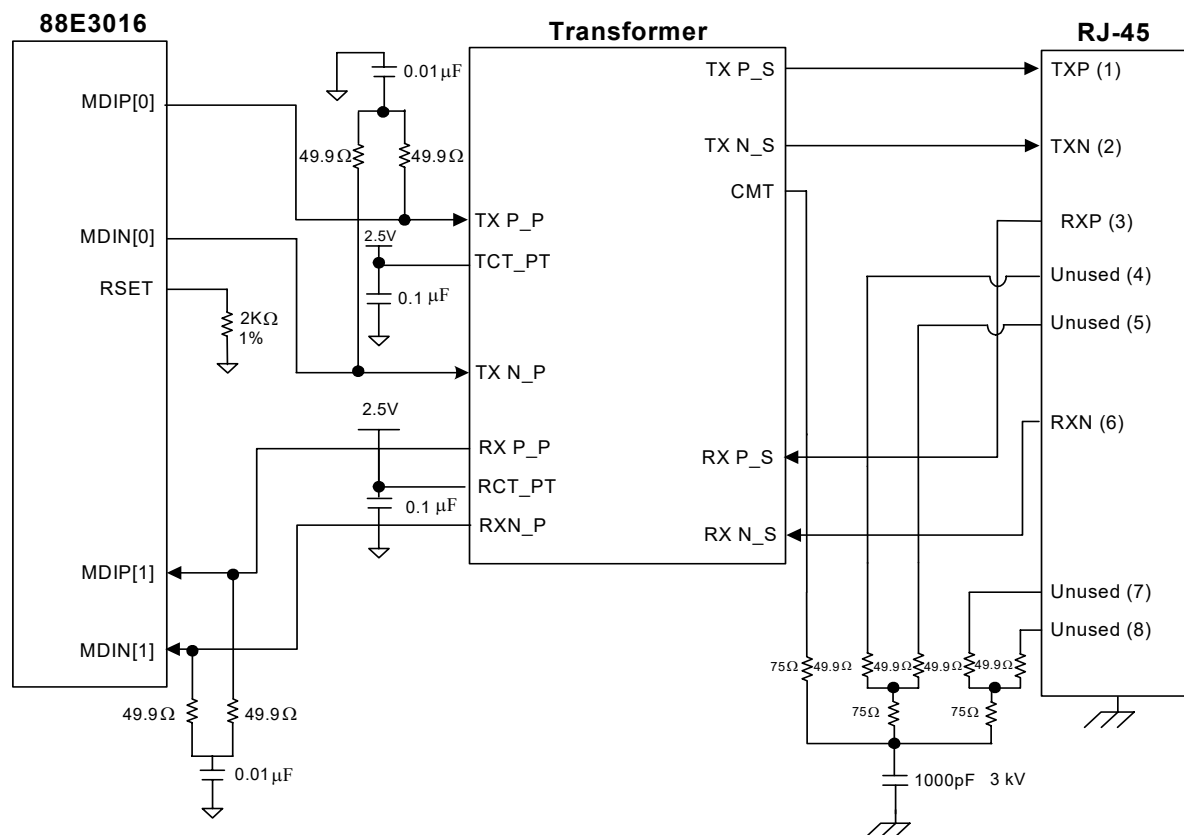 88E3016
Transformer
RJ-45
0.01μF
TX P_S
TXP (1)
MDIP[0]
49.9Ω
49.9Ω
TX N_S
TXN (2)
CMT
TX P_P
RXP (3)
MDIN[0]
2.5V
TCT_PT
Unused (4)
RSET
0.1 μF
2KΩ
1%
Unused (5)
TX N_P
2.5V
RXN (6)
RX P_P
RX P_S
RCT_PT
0.1 μF
RXN_P
RX N_S
MDIP[1]
Unused (7)
MDIN[1]
Unused (8)
75Ω
49.9Ω
49.9Ω
49.9Ω
49.9Ω
49.9Ω
49.9Ω
75Ω
75Ω
0.01μF
1000pF 3 kV